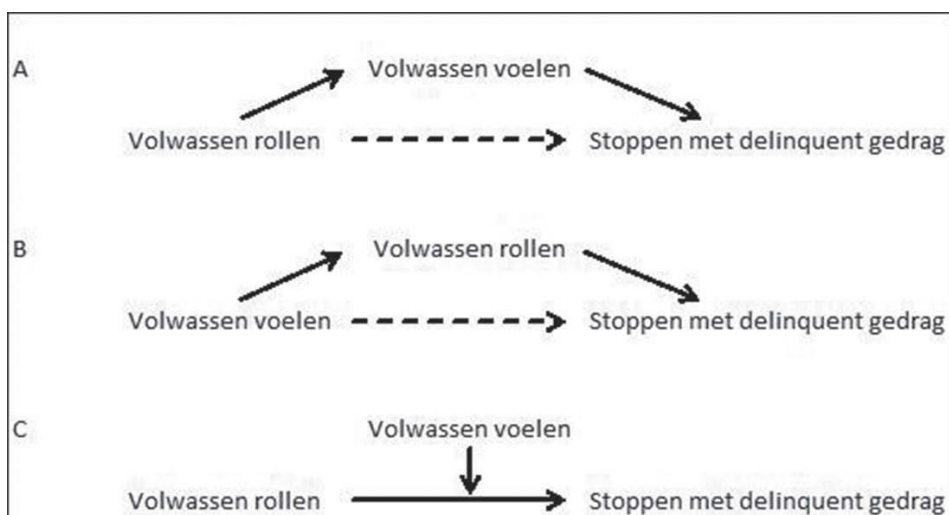 A
Volwassen voelen
Volwassen rollen
Stoppen met delinquent gedrag
B
Volwassen rollen
Volwassen voelen
Stoppen met delinquent gedrag
C
Volwassen voelen
Volwassen rollen
Stoppen met delinquent gedrag